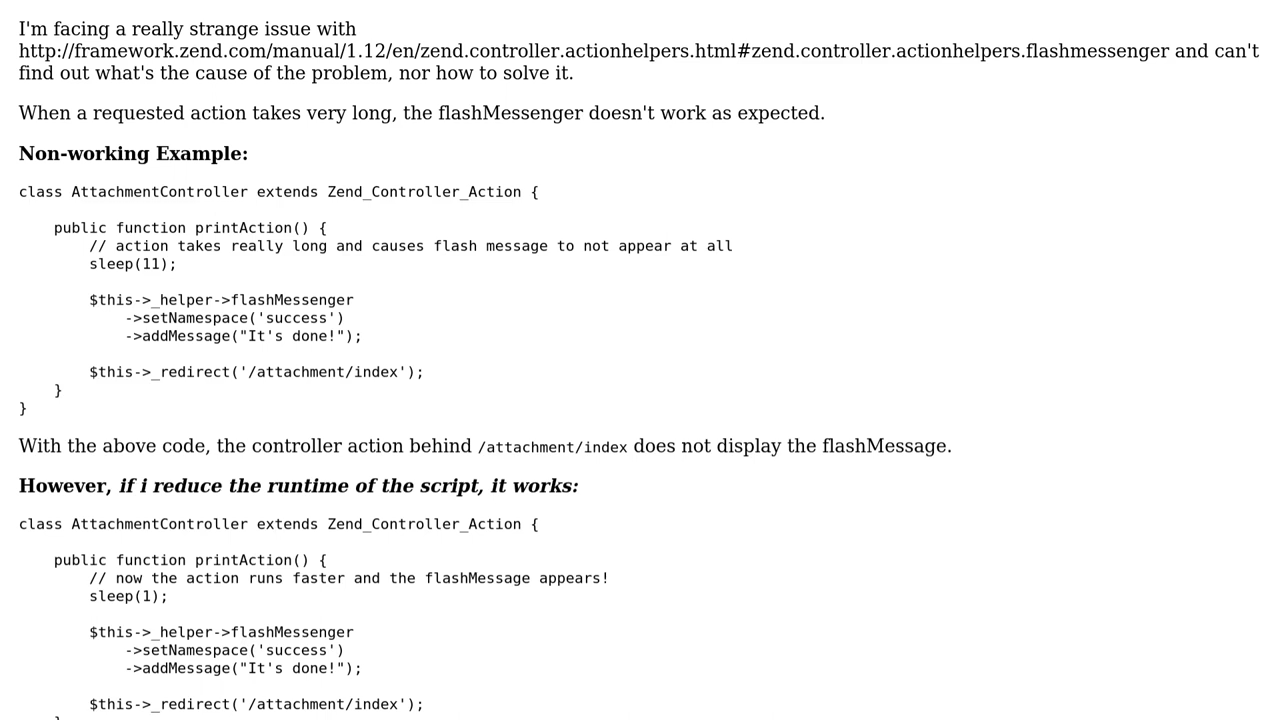 I'm facing a really strange issue with
http://framework.zend.com/manual/1.12/en/zend.controller.actionhelpers.html#zend.controller.actionhelpers.flashmessenger and can't
find out what's the cause of the problem, nor how to solve it.
When a requested action takes very long, the flashMessenger doesn't work as expected.
Non-working Example:
class AttachmentController extends Zend_Controller_Action {
    public function printAction() {
        // action takes really long and causes flash message to not appear at all
        sleep(11);
        $this->_helper->flashMessenger
            ->setNamespace('success')
            ->addMessage("It's done!");
        $this->_redirect('/attachment/index');
    }
}
With the above code, the controller action behind /attachment/index does not display the flashMessage.
However, if i reduce the runtime of the script, it works:
class AttachmentController extends Zend_Controller_Action {
    public function printAction() {
        // now the action runs faster and the flashMessage appears!
        sleep(1);
        $this->_helper->flashMessenger
            ->setNamespace('success')
            ->addMessage("It's done!");
        $this->_redirect('/attachment/index');